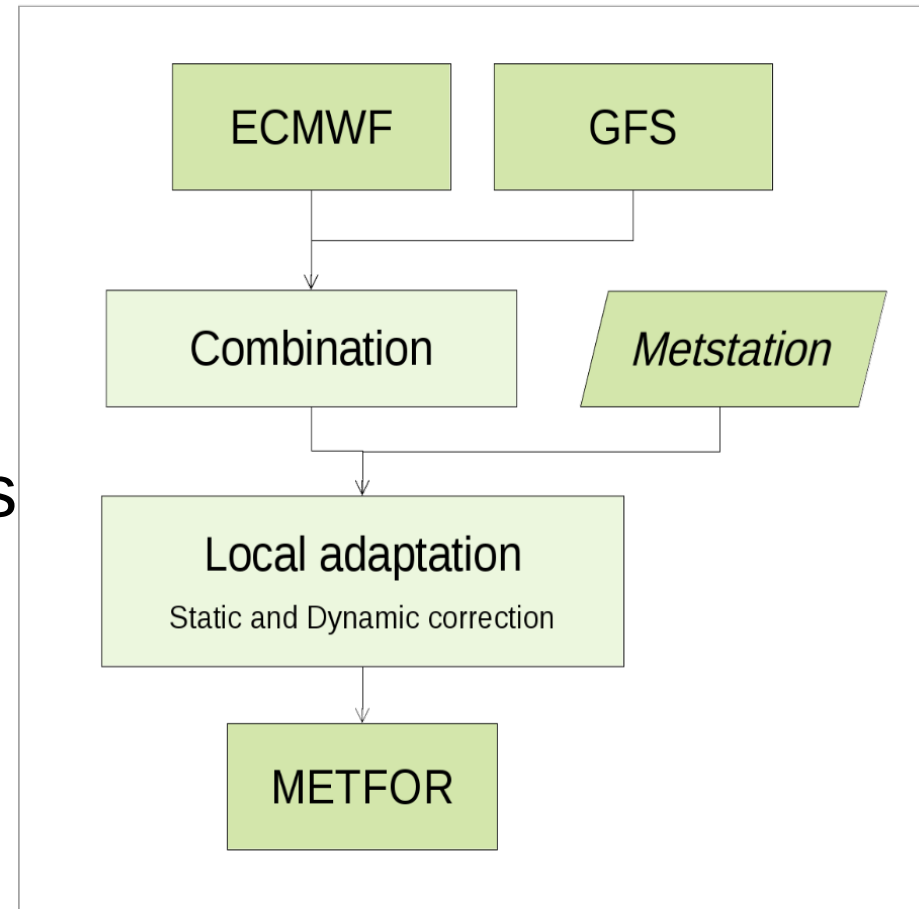 ECMWF
GFS
Combination
Metstation
s
Local adaptation
Static and Dynamic correction
METFOR